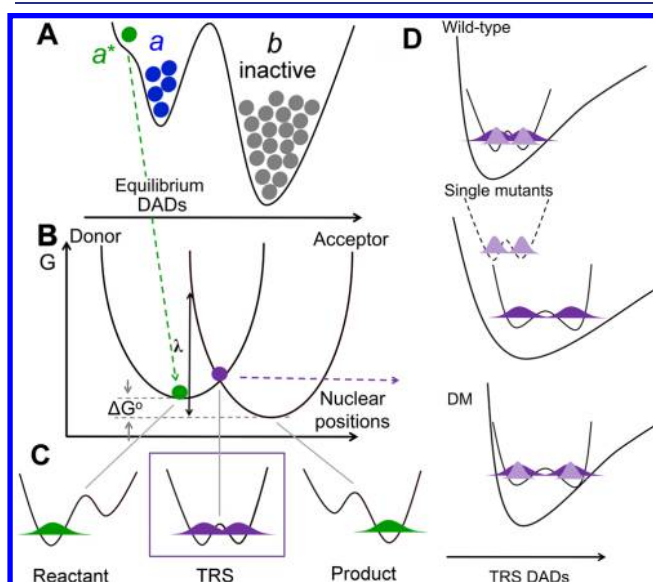 A
a*
a
b
inactive
Equilibrium
DADs
B
Donor
Acceptor
G
λ
ΔG°
Nuclear
positions
C
Reactant
TRS
Product
D
Wild-type
Single mutants
DM
TRS DADs